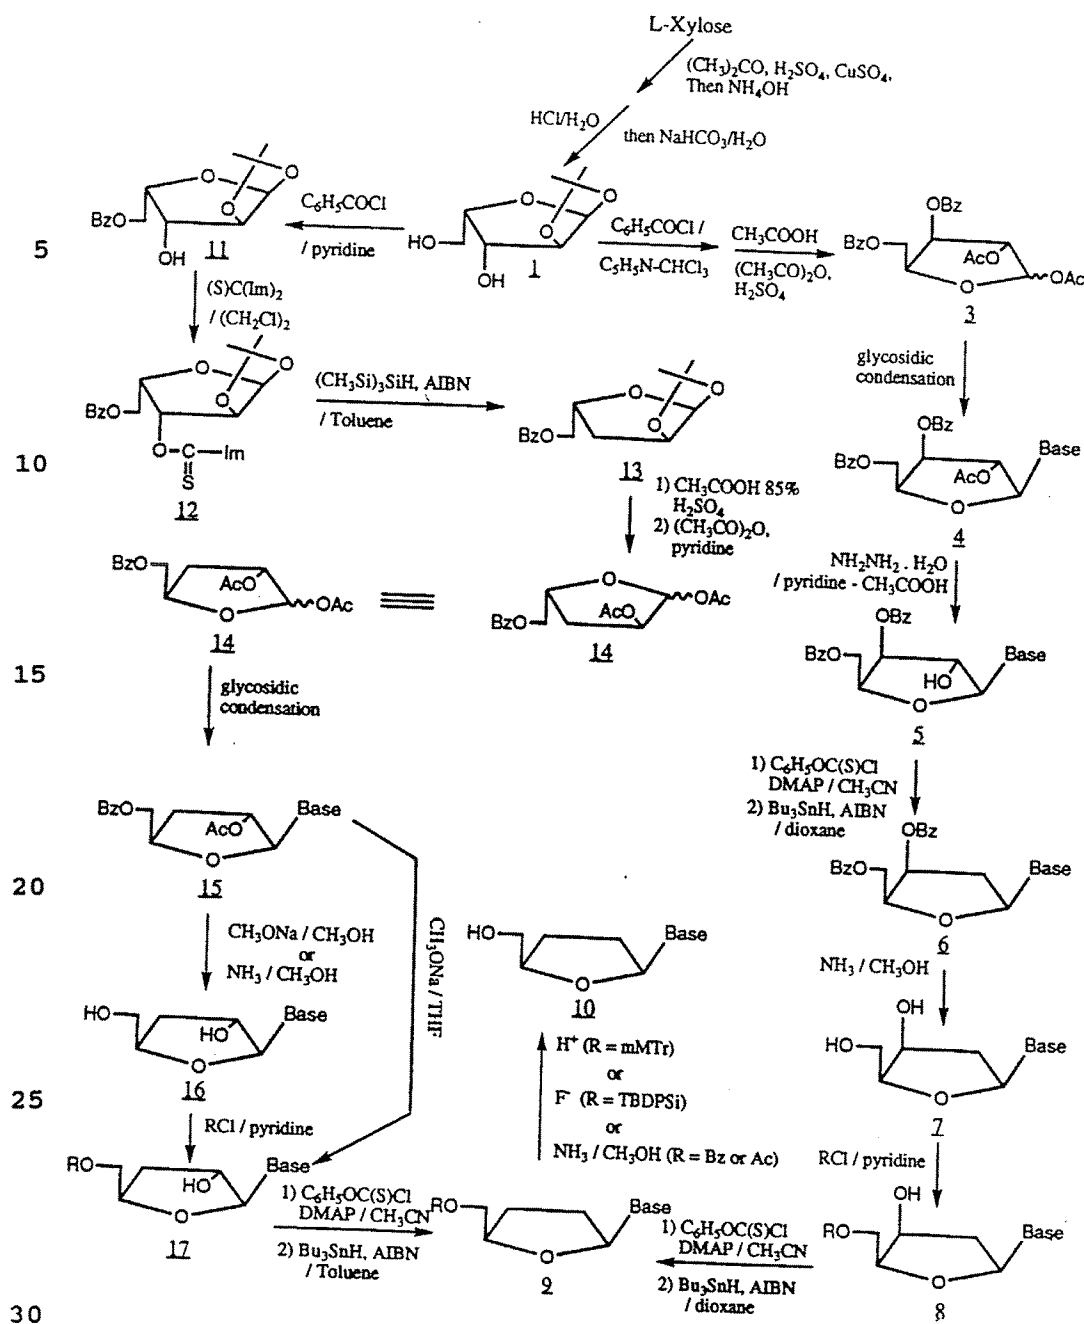 L-Xylose
(CH3)2CO, H2SO4, CuSO4,
Then NH4OH
HCl/H2O
then NaHCO3/H2O
5
O
O
O
BzO
OH
11
C6H5COCl
/ pyridine
O
O
O
HO
OH
1
C6H5COCl /
C5H5N-CHCl3
CH3COOH
(CH3CO)2O,
H2SO4
OBz
BzO
AcO
O
OAc
3
(S)C(Im)2
/ (CH2Cl)2
glycosidic
condensation
O
O
O
BzO
O-C-Im
S
12
(CH3Si)3SiH, AIBN
/ Toluene
O
O
O
BzO
13
10
OBz
BzO
AcO
Base
O
4
1) CH3COOH 85%
H2SO4
2) (CH3CO)2O,
pyridine
NH2NH2 . H2O
/ pyridine - CH3COOH
BzO
AcO
O
OAc
14
O
AcO
OAc
BzO
14
OBz
BzO
HO
Base
O
5
15
glycosidic
condensation
1) C6H5OC(S)Cl
DMAP / CH3CN
2) Bu3SnH, AIBN
/ dioxane
BzO
AcO
Base
O
15
OBz
BzO
Base
O
6
20
CH3ONa / CH3OH
or
NH3 / CH3OH
CH3ONa / THF
HO
Base
O
10
NH3 / CH3OH
HO
HO
Base
O
16
H+ (R = mMTr)
or
F- (R = TBDPSi)
or
NH3 / CH3OH (R = Bz or Ac)
OH
HO
Base
O
7
25
RCl / pyridine
RCl / pyridine
RO
HO
Base
O
17
1) C6H5OC(S)Cl
DMAP / CH3CN
2) Bu3SnH, AIBN
/ Toluene
RO
Base
O
9
1) C6H5OC(S)Cl
DMAP / CH3CN
2) Bu3SnH, AIBN
/ dioxane
OH
RO
Base
O
8
30